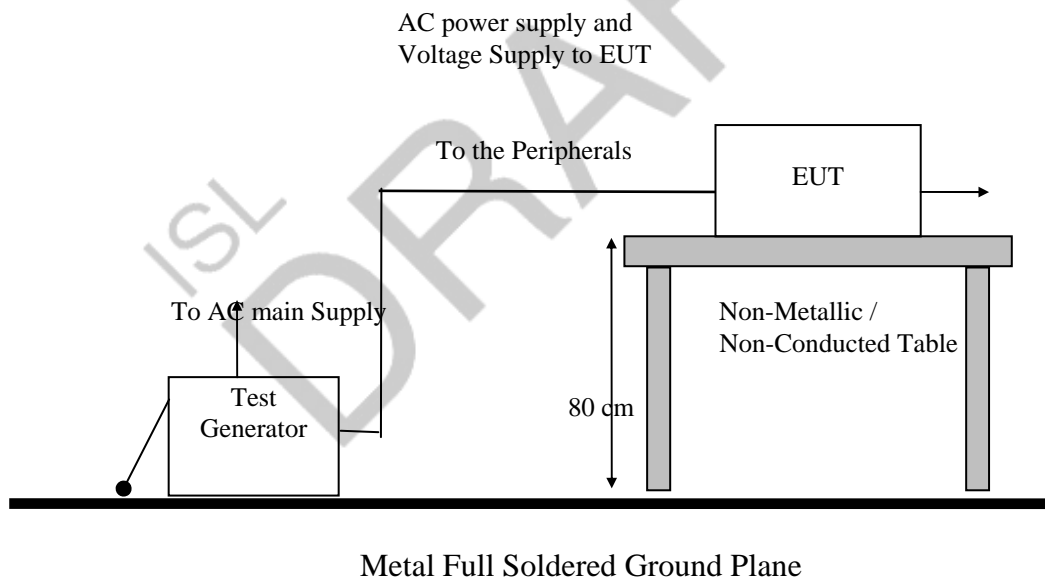 AC power supply and
Voltage Supply to EUT
To the Peripherals
EUT
ISL
DRAF
To AC main Supply
Non-Metallic /
Non-Conducted Table
Test
Generator
80 cm
Metal Full Soldered Ground Plane